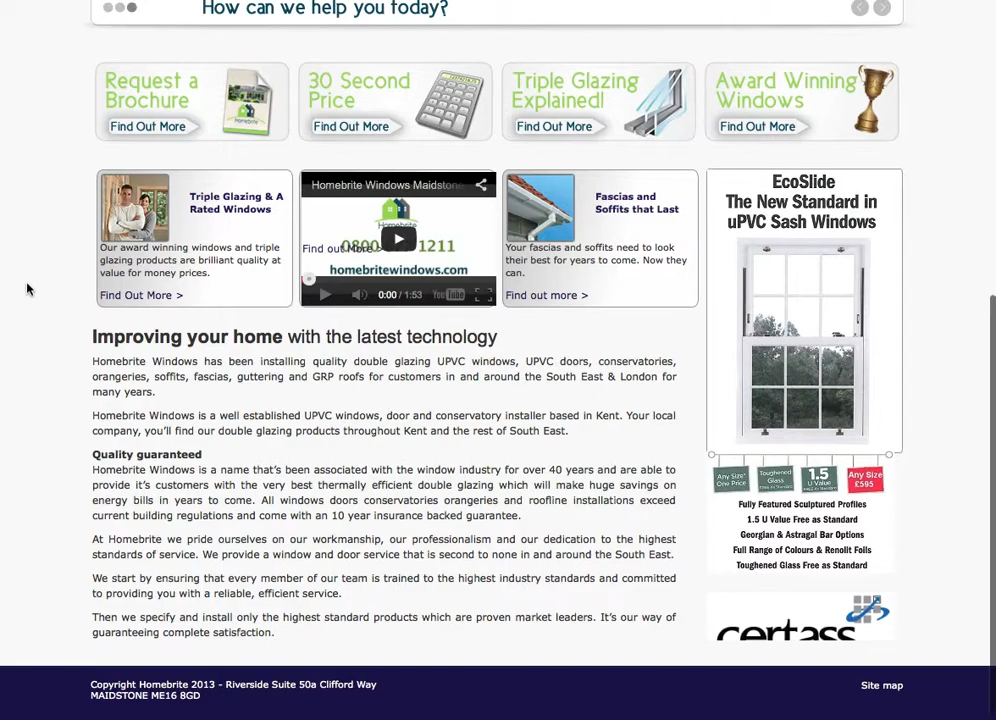 How can we help you today?
Request a
Brochure
Find Out More
30 Second
Price
Find Out More
Triple Glazing
Explained!
Find Out More
Award Winning
Windows
Find Out More
Triple Glazing & A
Rated Windows
Our award winning windows and triple
glazing products are brilliant quality at
value for money prices.
Find Out More >
Homebrite Windows Maidstone
Homebrite
Find out More >
0800 1211
homebritewindows.com
0:00 / 1:53
YouTube
Fascias and
Soffits that Last
Your fascias and soffits need to look
their best for years to come. Now they
can.
Find out more >
EcoSlide
The New Standard in
uPVC Sash Windows
Any Size*
One Price
Toughened
Glass
FREE As Standard
1.5
U Value
FREE As Standard
Any Size
£595
Fully Featured Sculptured Profiles
1.5 U Value Free as Standard
Georgian & Astragal Bar Options
Full Range of Colours & Renolit Foils
Toughened Glass Free as Standard
certass
Improving your home with the latest technology
Homebrite Windows has been installing quality double glazing UPVC windows, UPVC doors, conservatories,
orangeries, soffits, fascias, guttering and GRP roofs for customers in and around the South East & London for
many years.
Homebrite Windows is a well established UPVC windows, door and conservatory installer based in Kent. Your local
company, you’ll find our double glazing products throughout Kent and the rest of South East.
Quality guaranteed
Homebrite Windows is a name that’s been associated with the window industry for over 40 years and are able to
provide it’s customers with the very best thermally efficient double glazing which will make huge savings on
energy bills in years to come. All windows doors conservatories orangeries and roofline installations exceed
current building regulations and come with an 10 year insurance backed guarantee.
At Homebrite we pride ourselves on our workmanship, our professionalism and our dedication to the highest
standards of service. We provide a window and door service that is second to none in and around the South East.
We start by ensuring that every member of our team is trained to the highest industry standards and committed
to providing you with a reliable, efficient service.
Then we specify and install only the highest standard products which are proven market leaders. It’s our way of
guaranteeing complete satisfaction.
Copyright Homebrite 2013 - Riverside Suite 50a Clifford Way
MAIDSTONE ME16 8GD
Site map